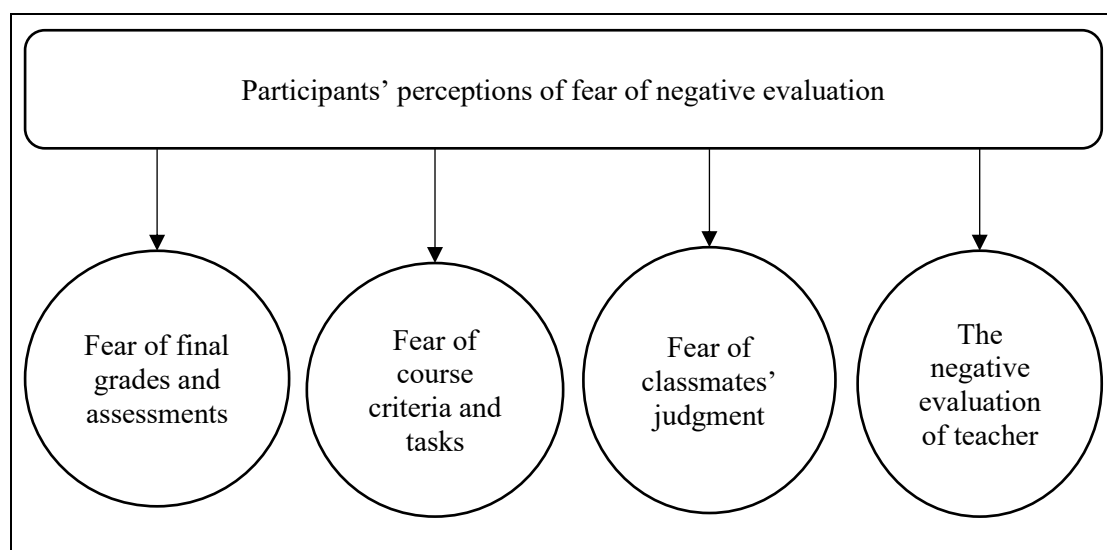 Participants’ perceptions of fear of negative evaluation
Fear of final
grades and
assessments
Fear of
course
criteria and
tasks
Fear of
classmates’
judgment
The
negative
evaluation
of teacher